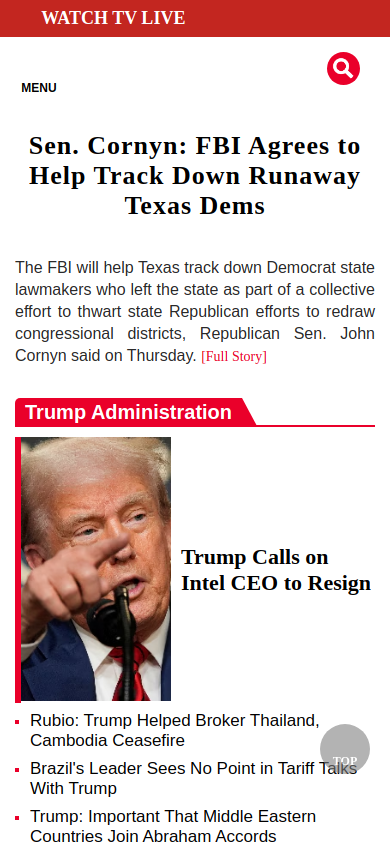 WATCH TV LIVE
MENU
Sen. Cornyn: FBI Agrees to
Help Track Down Runaway
Texas Dems
The FBI will help Texas track down Democrat state
lawmakers who left the state as part of a collective
effort to thwart state Republican efforts to redraw
congressional districts, Republican Sen. John
Cornyn said on Thursday. [Full Story]
Trump Administration
Trump Calls on
Intel CEO to Resign
Rubio: Trump Helped Broker Thailand,
Cambodia Ceasefire
Brazil's Leader Sees No Point in Tariff Talks
With Trump
TOP
Trump: Important That Middle Eastern
Countries Join Abraham Accords